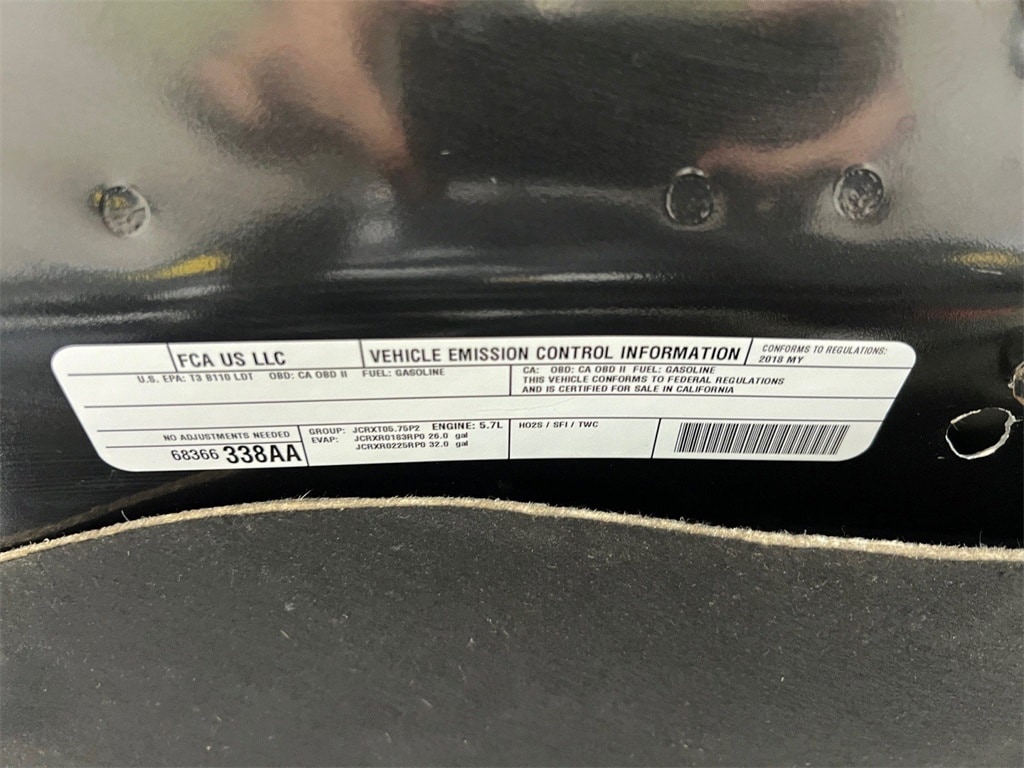 FCA US LLC
VEHICLE EMISSION CONTROL INFORMATION
CONFORMS TO REGULATIONS:
2018 MY
U.S. EPA: T3 B110 LDT OBD: CA OBD II FUEL: GASOLINE
CA: OBD: CA OBD II FUEL: GASOLINE
THIS VEHICLE CONFORMS TO FEDERAL REGULATIONS
AND IS CERTIFIED FOR SALE IN CALIFORNIA
NO ADJUSTMENTS NEEDED
68366 338AA
GROUP: JCRXT05.75P2 ENGINE: 5.7L
EVAP: JCRXR0183RP0 26.0 gal
JCRXR0225RP0 32.0 gal
HO2S / SFI / TWC